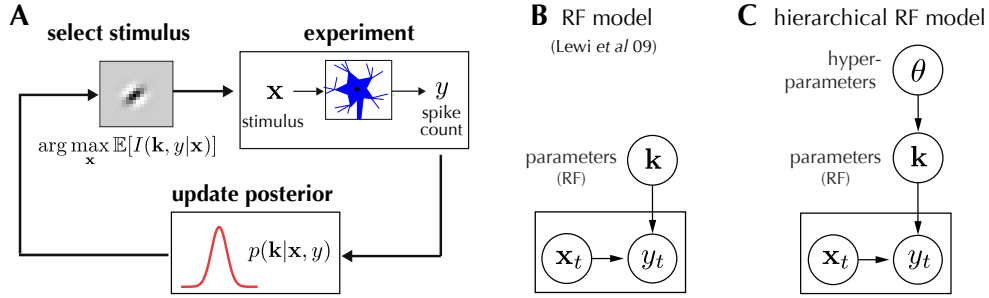 A
select stimulus
arg max 𝔼[I(k, y|x)]
x
experiment
x
stimulus
y
spike
count
update posterior
p(k|x, y)
B RF model
(Lewi et al 09)
parameters
(RF)
k
x_t
y_t
C hierarchical RF model
hyper-
parameters
θ
parameters
(RF)
k
x_t
y_t